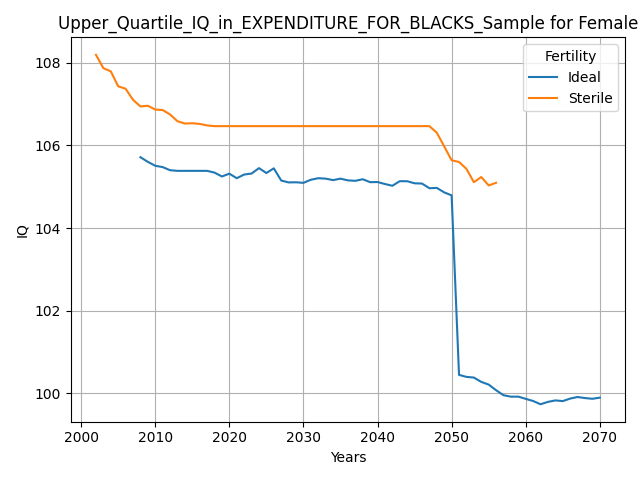 Upper_Quartile_IQ_in_EXPENDITURE_FOR_BLACKS_Sample for Female
Fertility
Ideal
Sterile
IQ
108
106
104
102
100
2000 2010 2020 2030 2040 2050 2060 2070
Years